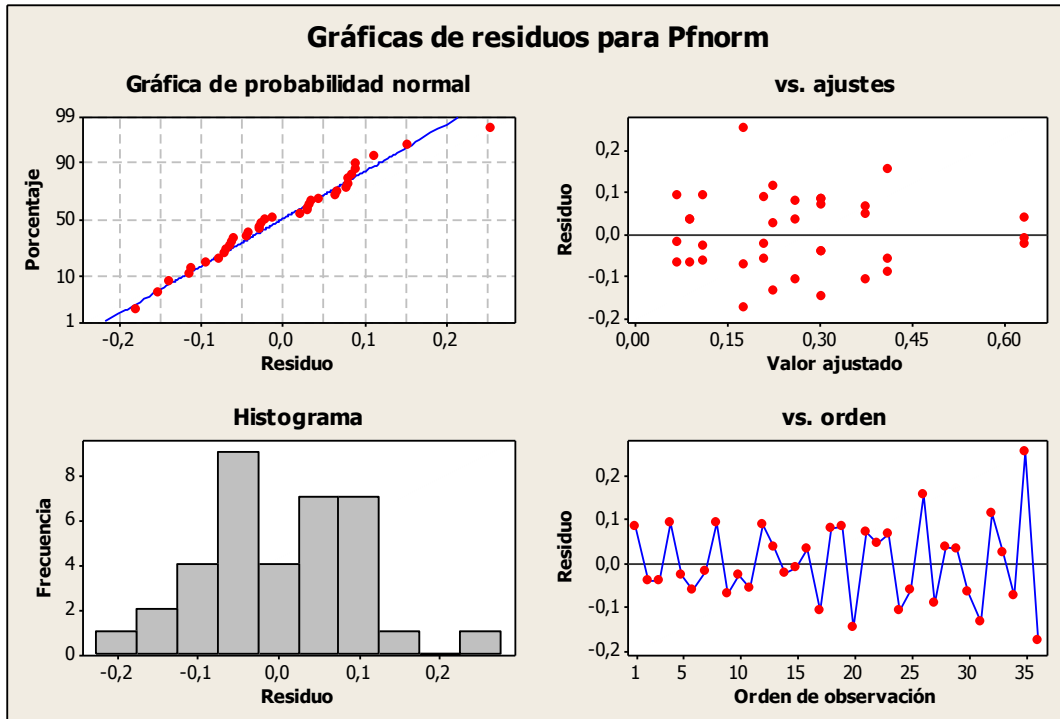 Gráficas de residuos para Pfnorm
Gráfica de probabilidad normal
99
90
50
10
1
Porcentaje
-0,2 -0,1 0,0 0,1 0,2
Residuo
vs. ajustes
0,2
0,1
0,0
-0,1
-0,2
Residuo
0,00 0,15 0,30 0,45 0,60
Valor ajustado
Histograma
8
6
4
2
0
Frecuencia
-0,2 -0,1 0,0 0,1 0,2
Residuo
vs. orden
0,2
0,1
0,0
-0,1
-0,2
Residuo
1 5 10 15 20 25 30 35
Orden de observación